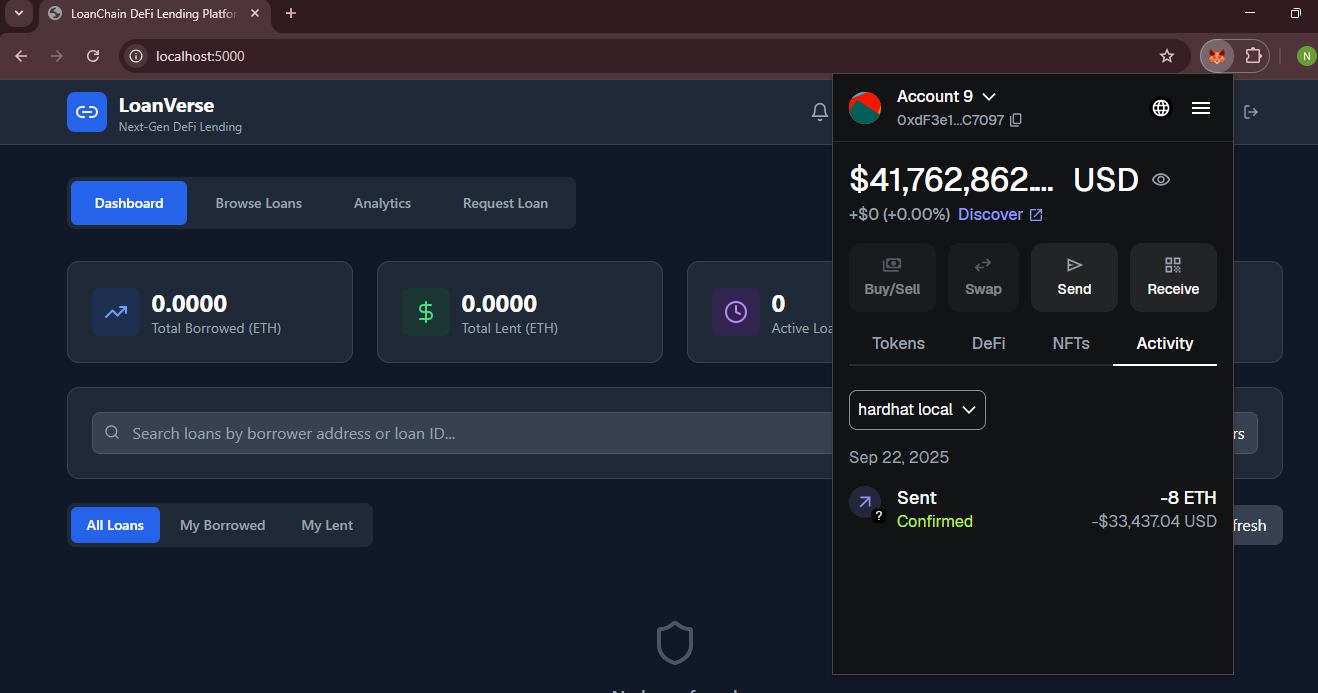 LoanChain DeFi Lending Platfor
localhost:5000
N
LoanVerse
Next-Gen DeFi Lending
Dashboard
Browse Loans
Analytics
Request Loan
0.0000
Total Borrowed (ETH)
0.0000
Total Lent (ETH)
0
Active Loa
Search loans by borrower address or loan ID...
rs
All Loans
My Borrowed
My Lent
fresh
Account 9
0xdF3e1...C7097
$41,762,862.... USD
+$0 (+0.00%) Discover
Buy/Sell
Swap
Send
Receive
Tokens
DeFi
NFTs
Activity
hardhat local
Sep 22, 2025
Sent
-8 ETH
?
Confirmed
-$33,437.04 USD